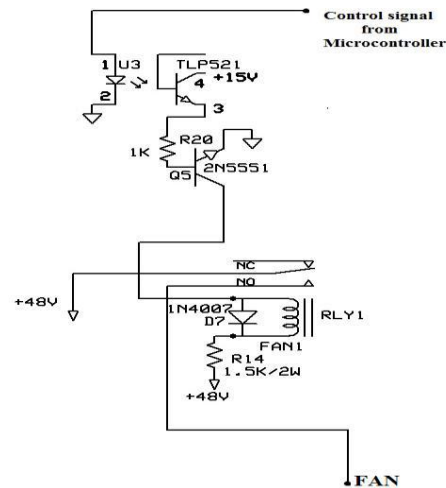 Control signal
from
Microcontroller
1 U3
TLP521
4 +15V
2
3
R20
1K
Q5 2N5551
NC
NO
+48V
1N4007
D7
RLY1
FAN1
R14
1.5K/2W
+48V
FAN